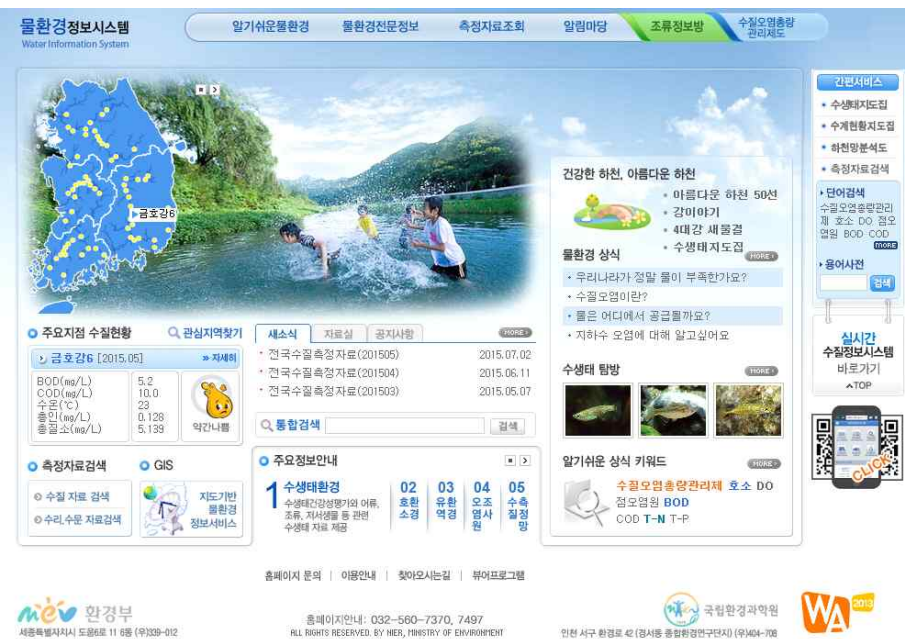 물환경정보시스템
Water Information System
알기쉬운물환경
물환경전문정보
측정자료조회
알림마당
조류정보방
수질오염총량
관리제도
금호강6
건강한 하천, 아름다운 하천
• 아름다운 하천 50선
• 강이야기
• 4대강 새물결
• 수생태지도집
물환경 상식
MORE
• 우리나라가 정말 물이 부족한가요?
• 수질오염이란?
• 물은 어디에서 공급될까요?
• 지하수 오염에 대해 알고싶어요
수생태 탐방
MORE
알기쉬운 상식 키워드
MORE
수질오염총량관리제 호소 DO
점오염원 BOD
COD T-N T-P
간편서비스
• 수생태지도집
• 수계현황지도집
• 하천망분석도
• 측정자료검색
단어검색
수질오염총량관리
제 호소 DO 점오
염원 BOD COD
more
용어사전
검색
실시간
수질정보시스템
바로가기
TOP
CLICK
주요지점 수질현황
관심지역찾기
금호강6 [2015.05]
» 자세히
BOD(mg/L) 5.2
COD(mg/L) 10.0
수온(℃) 23
총인(mg/L) 0.128
총질소(mg/L) 5.139
약간나쁨
새소식
자료실
공지사항
MORE
• 전국수질측정자료(201505) 2015.07.02
• 전국수질측정자료(201504) 2015.06.11
• 전국수질측정자료(201503) 2015.05.07
통합검색
검색
측정자료검색
수질 자료 검색
수리,수문 자료검색
GIS
지도기반
물환경
정보서비스
주요정보안내
1 수생태환경
수생태건강성평가와 어류,
조류, 저서생물 등 관련
수생태 자료 제공
02 03 04 05
호환 유환 오조 수측
소경 역경 염사 질정
원 망
홈페이지 문의 | 이용안내 | 찾아오시는길 | 뷰어프로그램
mev 환경부
세종특별자치시 도움6로 11 6동 (우)339-012
홈페이지안내: 032-560-7370, 7497
ALL RIGHTS RESERVED. BY NIER, MINISTRY OF ENVIRONMENT
국립환경과학원
인천 서구 환경로 42 (경서동 종합환경연구단지) (우)404-708
WA 2013